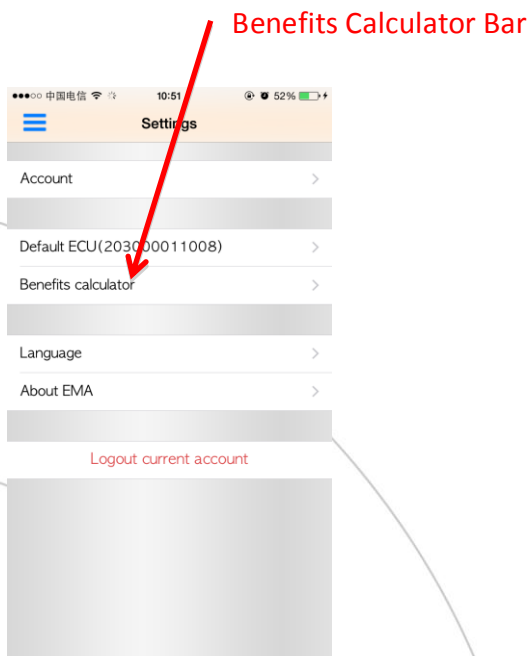 Benefits Calculator Bar
中国电信 10:51 52%
Settings
Account
Default ECU(203000011008)
Benefits calculator
Language
About EMA
Logout current account